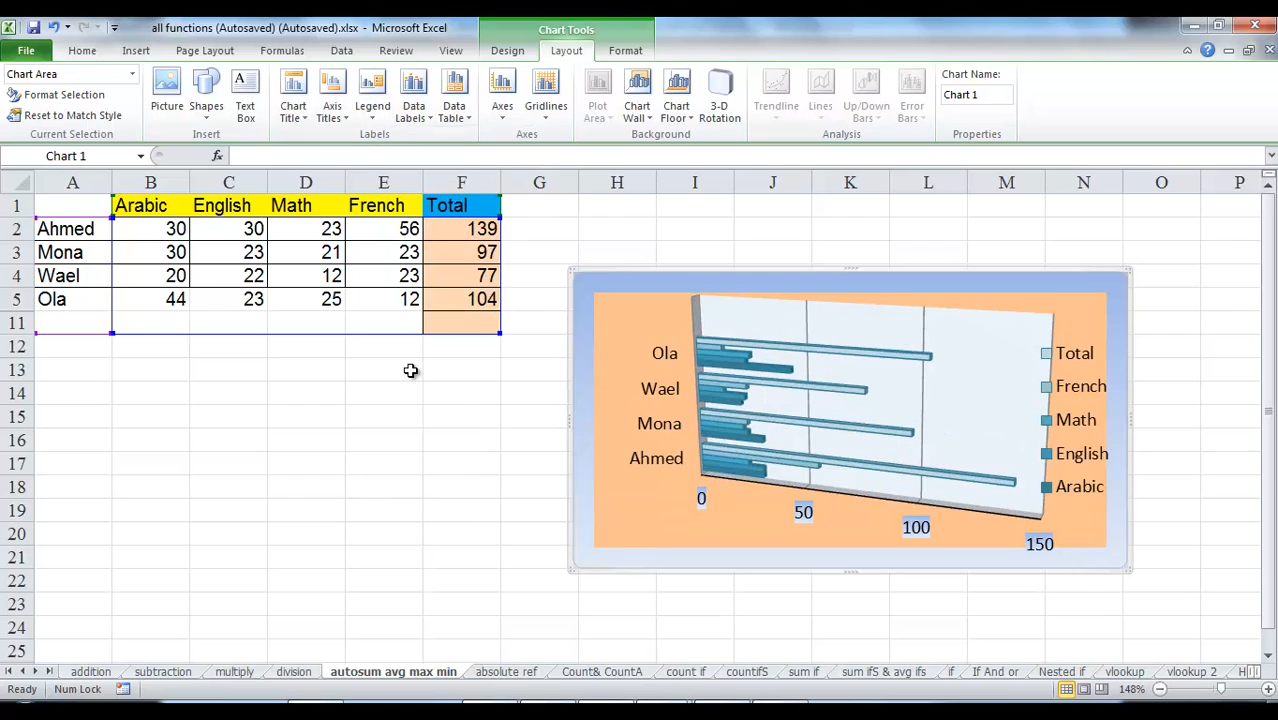 all functions (Autosaved) (Autosaved).xlsx - Microsoft Excel
Chart Tools
File Home Insert Page Layout Formulas Data Review View Design Layout Format
Chart Area
Format Selection
Reset to Match Style
Current Selection
Picture Shapes Text Box
Insert
Chart Title Axis Titles Legend Data Labels Data Table
Labels
Axes Gridlines
Axes
Plot Area Chart Wall Chart Floor 3-D Rotation
Background
Trendline Lines Up/Down Bars Error Bars
Analysis
Chart Name:
Chart 1
Properties
Chart 1 fx
A B C D E F G H I J K L M N O P
1 Arabic English Math French Total
2 Ahmed 30 30 23 56 139
3 Mona 30 23 21 23 97
4 Wael 20 22 12 23 77
5 Ola 44 23 25 12 104
11
12
13
14
15
16
17
18
19
20
21
22
23
24
25
Ola
Wael
Mona
Ahmed
0 50 100 150
Total
French
Math
English
Arabic
addition subtraction multiply division autosum avg max min absolute ref Count& CountA count if countifS sum if sum ifS & avg ifs if If And or Nested if vlookup vlookup 2 H
Ready Num Lock 148%